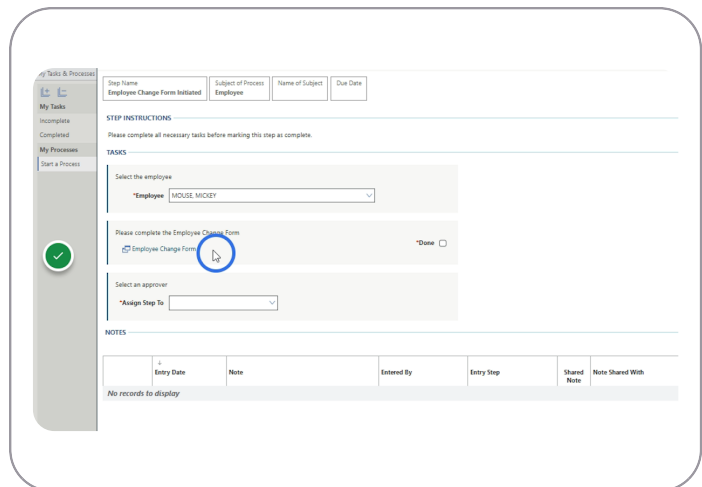 My Tasks & Processes
My Tasks
Incomplete
Completed
My Processes
Start a Process
Step Name
Employee Change Form Initiated
Subject of Process
Employee
Name of Subject
Due Date
STEP INSTRUCTIONS
Please complete all necessary tasks before marking this step as complete.
TASKS
Select the employee
*Employee MOUSE, MICKEY
Please complete the Employee Change Form
Employee Change Form
*Done
Select an approver
*Assign Step To
NOTES
Entry Date
Note
Entered By
Entry Step
Shared
Note
Note Shared With
No records to display